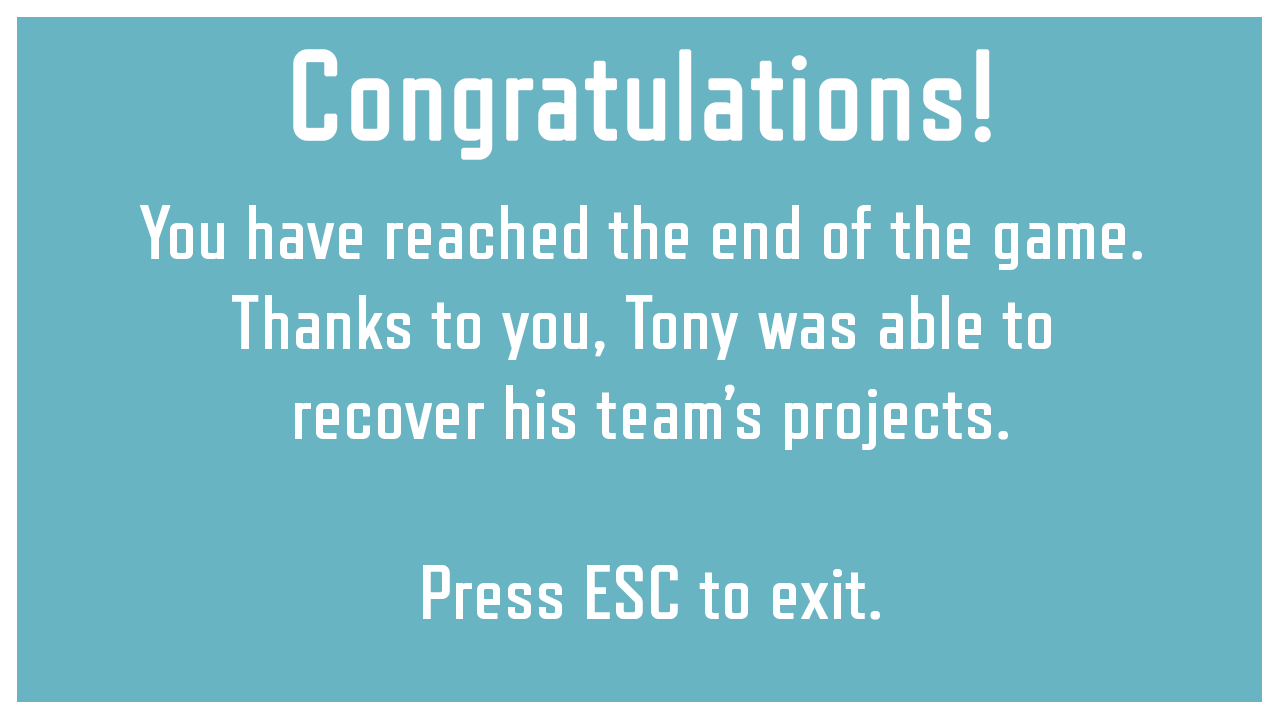 Congratulations!
You have reached the end of the game.
Thanks to you, Tony was able to
recover his team’s projects.
Press ESC to exit.